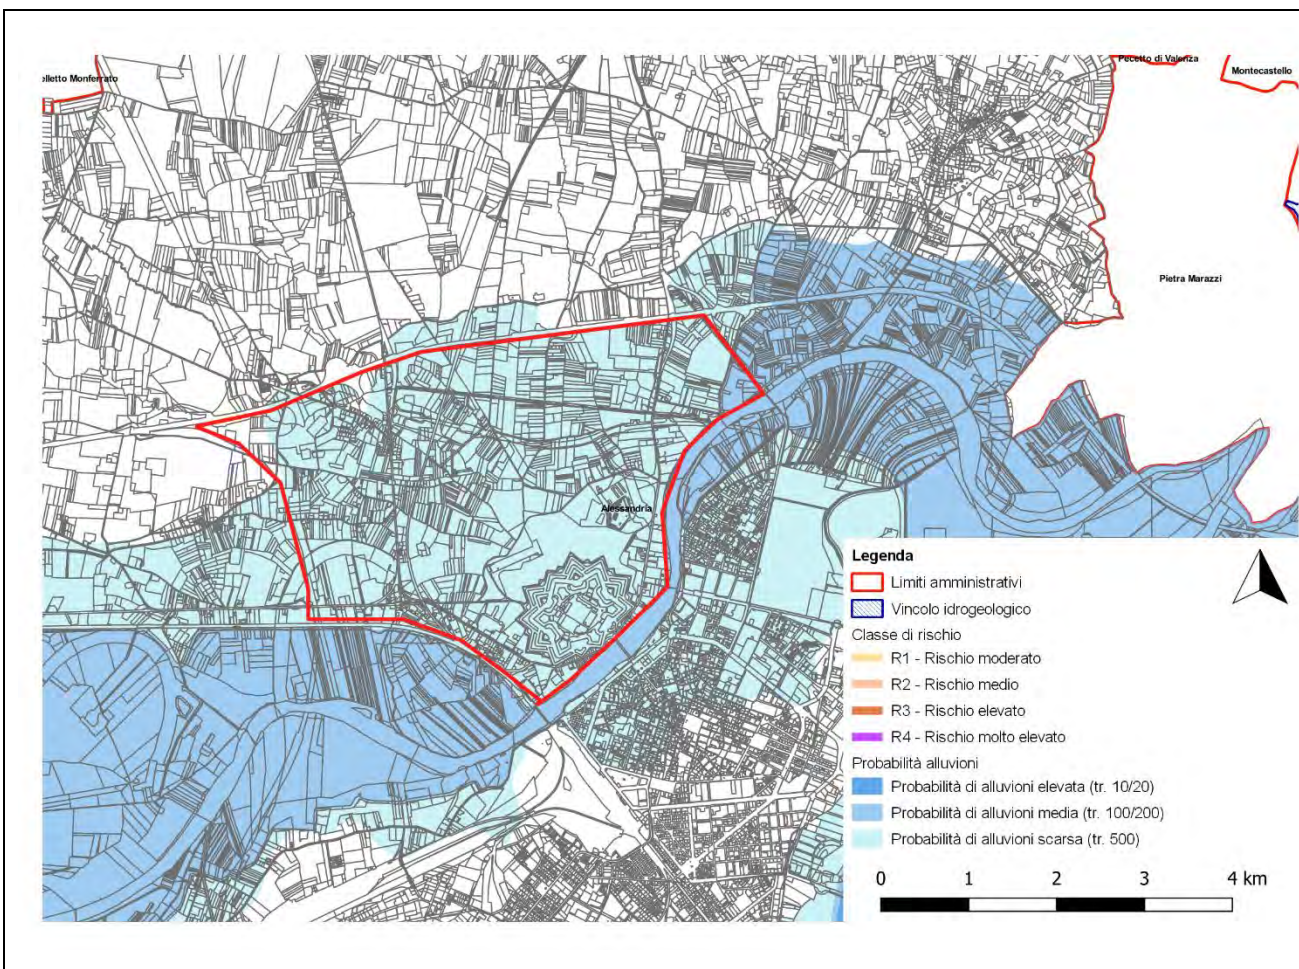 elletto Monferrato
Pecetto di Valenza
Montecastello
Pietra Marazzi
Alessandria
Legenda
Limiti amministrativi
Vincolo idrogeologico
Classe di rischio
R1 - Rischio moderato
R2 - Rischio medio
R3 - Rischio elevato
R4 - Rischio molto elevato
Probabilità alluvioni
Probabilità di alluvioni elevata (tr. 10/20)
Probabilità di alluvioni media (tr. 100/200)
Probabilità di alluvioni scarsa (tr. 500)
0 1 2 3 4 km